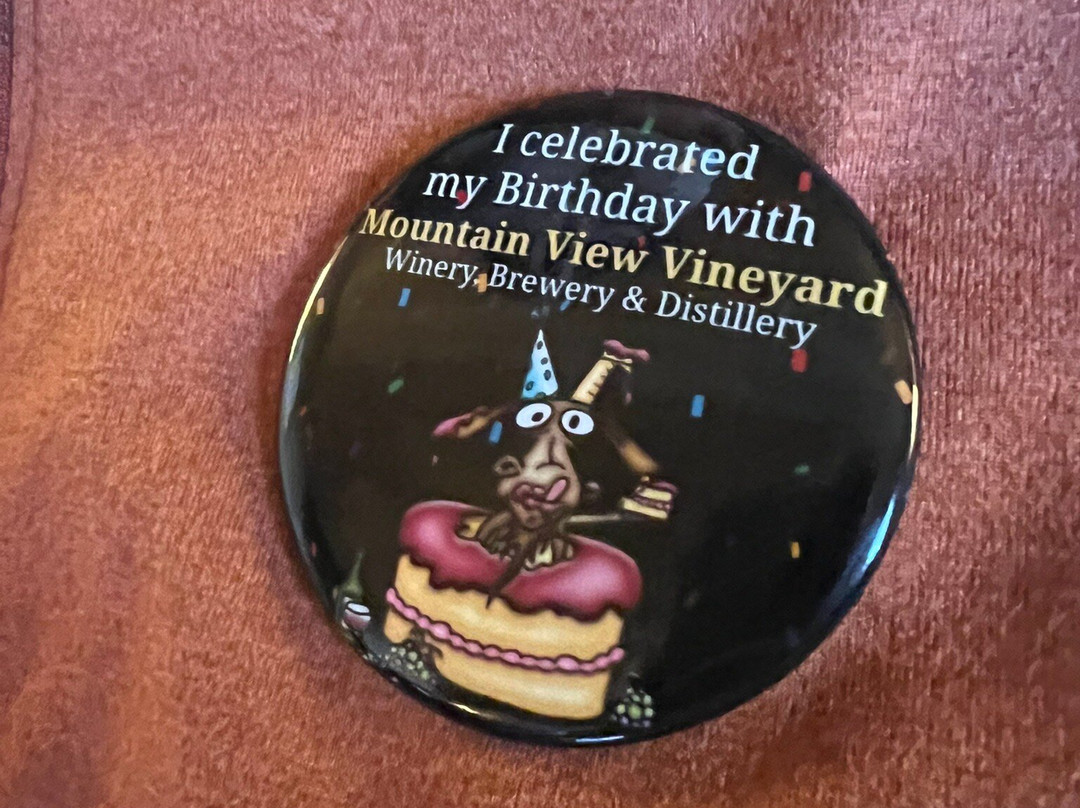 I celebrated
my Birthday with
Mountain View Vineyard
Winery, Brewery & Distillery